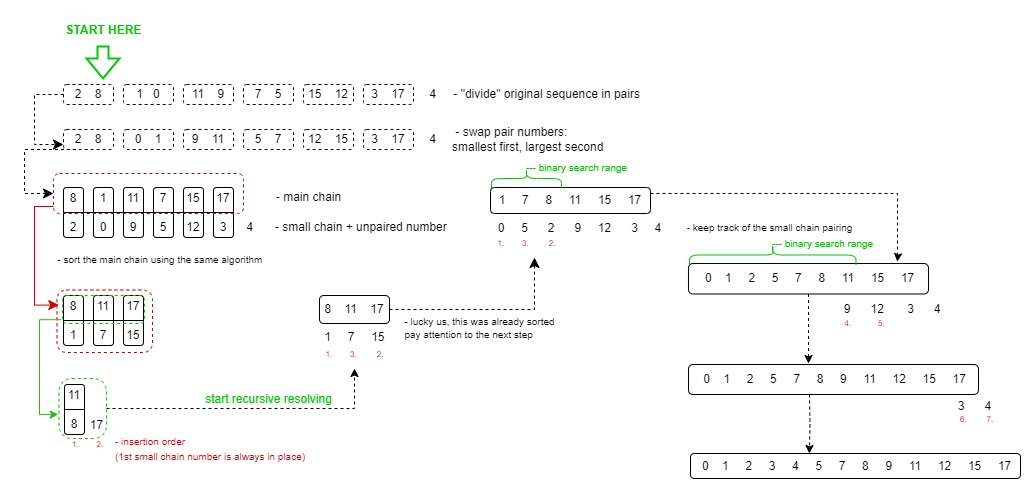 START HERE
2 8 1 0 11 9 7 5 15 12 3 17 4 - "divide" original sequence in pairs
2 8 0 1 9 11 5 7 12 15 3 17 4 - swap pair numbers:
smallest first, largest second
8 1 11 7 15 17 - main chain
2 0 9 5 12 3 4 - small chain + unpaired number
- sort the main chain using the same algorithm
8 11 17
1 7 15
11
8 17
1. 2. - insertion order
(1st small chain number is always in place)
start recursive resolving
8 11 17
1 7 15
1. 3. 2.
- lucky us, this was already sorted
pay attention to the next step
binary search range
1 7 8 11 15 17
0 5 2 9 12 3 4
1. 3. 2.
- keep track of the small chain pairing
binary search range
0 1 2 5 7 8 11 15 17
9 12 3 4
4. 5.
0 1 2 5 7 8 9 11 12 15 17
3 4
6. 7.
0 1 2 3 4 5 7 8 9 11 12 15 17